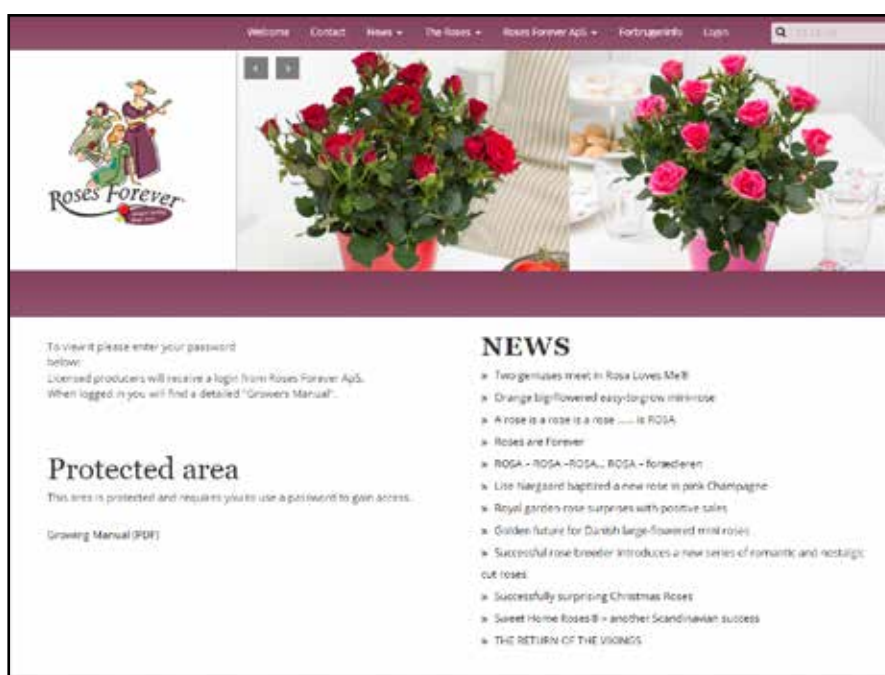 Welcome Contact News The Roses Roses Forever ApS Forbrugerinfo Login
Roses Forever
To view it please enter your password
below:
Licensed producers will receive a login from Roses Forever ApS.
When logged in you will find a detailed "Growers Manual".
Protected area
This area is protected and requires you to use a password to gain access.
Growing Manual (PDF)
NEWS
» Two geniuses meet in Rosa Loves Me®
» Orange big-flowered easy-to-grow mini-rose
» A rose is a rose is a rose ...... is ROSA
» Roses are Forever
» ROSA – ROSA –ROSA... ROSA – forædleren
» Lise Nørgaard baptized a new rose in pink Champagne
» Royal garden rose surprises with positive sales
» Golden future for Danish large-flowered mini roses
» Successful rose breeder introduces a new series of romantic and nostalgic
cut roses
» Successfully surprising Christmas Roses
» Sweet Home Roses® – another Scandinavian success
» THE RETURN OF THE VIKINGS